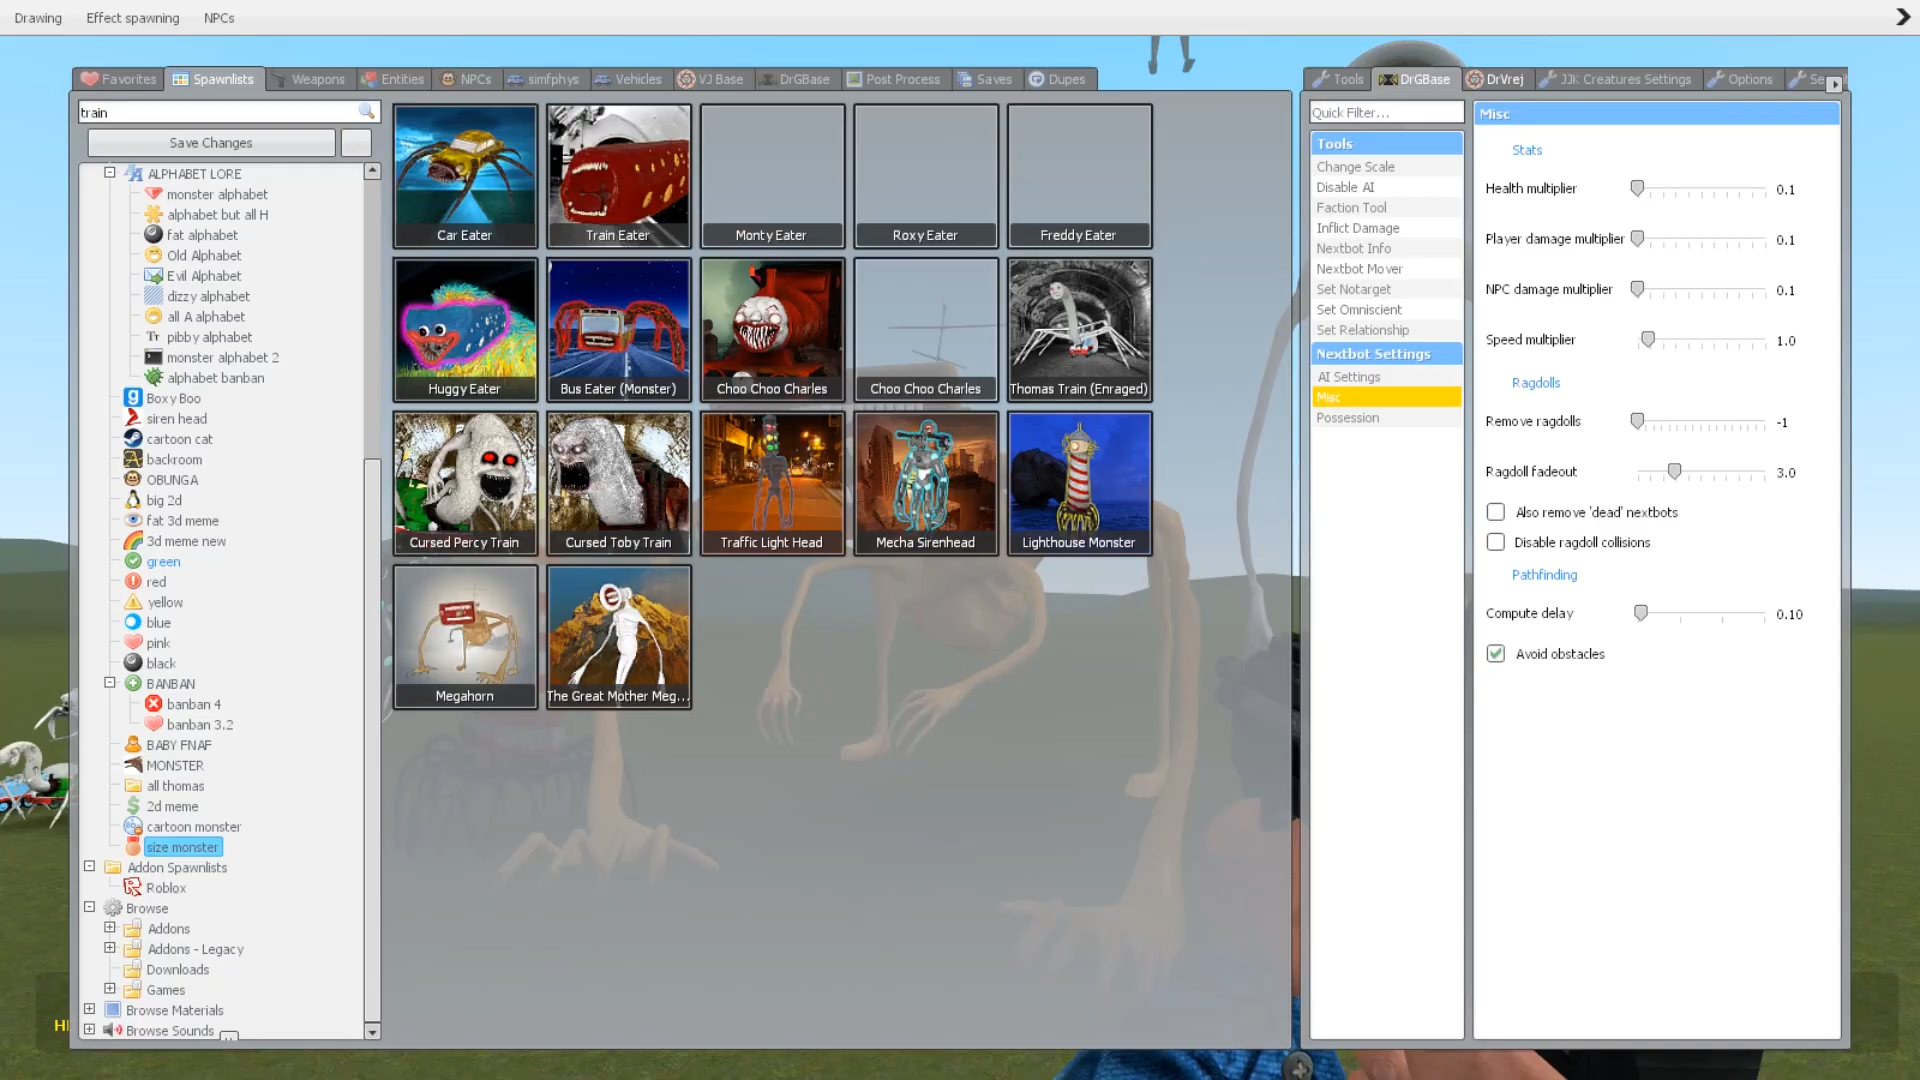 Drawing Effect spawning NPCs
Favorites Spawnlists Weapons Entities NPCs simfphys Vehicles VJ Base DrGBase Post Process Saves Dupes
train
Save Changes
ALPHABET LORE
monster alphabet
alphabet but all H
fat alphabet
Old Alphabet
Evil Alphabet
dizzy alphabet
all A alphabet
pibby alphabet
monster alphabet 2
alphabet banban
Boxy Boo
siren head
cartoon cat
backroom
OBUNGA
big 2d
fat 3d meme
3d meme new
green
red
yellow
blue
pink
black
BANBAN
banban 4
banban 3.2
BABY FNAF
MONSTER
all thomas
2d meme
cartoon monster
size monster
Addon Spawnlists
Roblox
Browse
Addons
Addons - Legacy
Downloads
Games
Browse Materials
Browse Sounds
Car Eater
Train Eater
Monty Eater
Roxy Eater
Freddy Eater
Huggy Eater
Bus Eater (Monster)
Choo Choo Charles
Choo Choo Charles
Thomas Train (Enraged)
Cursed Percy Train
Cursed Toby Train
Traffic Light Head
Mecha Sirenhead
Lighthouse Monster
Megahorn
The Great Mother Meg...
Tools DrGBase DrVrej JJK Creatures Settings Options
Quick Filter...
Tools
Change Scale
Disable AI
Faction Tool
Inflict Damage
Nextbot Info
Nextbot Mover
Set Notarget
Set Omniscient
Set Relationship
Nextbot Settings
AI Settings
Misc
Possession
Misc
Stats
Health multiplier 0.1
Player damage multiplier 0.1
NPC damage multiplier 0.1
Speed multiplier 1.0
Ragdolls
Remove ragdolls -1
Ragdoll fadeout 3.0
Also remove 'dead' nextbots
Disable ragdoll collisions
Pathfinding
Compute delay 0.10
Avoid obstacles